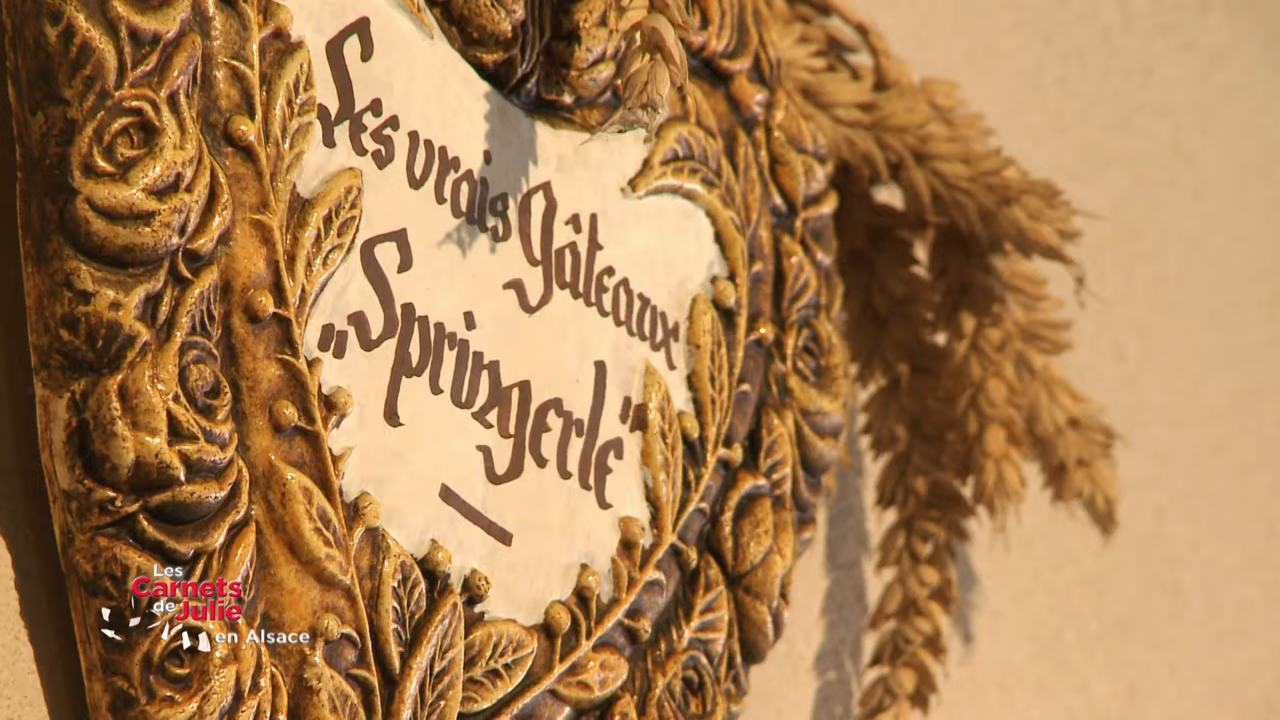 Les vrais
gâteaux
„Springerle"
Les
Carnets
de Julie
en Alsace